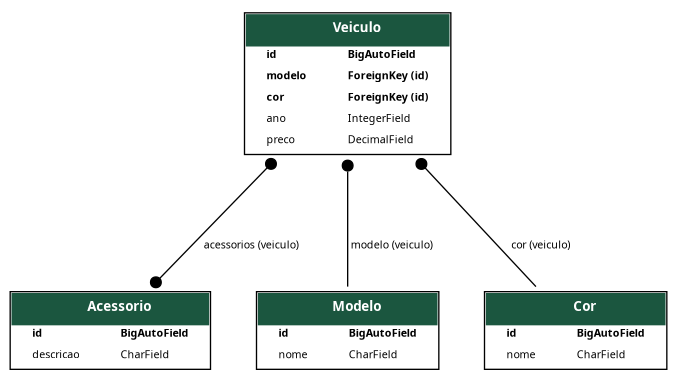 Veiculo
id BigAutoField
modelo ForeignKey (id)
cor ForeignKey (id)
ano IntegerField
preco DecimalField
acessorios (veiculo) modelo (veiculo) cor (veiculo)
Acessorio
id BigAutoField
descricao CharField
Modelo
id BigAutoField
nome CharField
Cor
id BigAutoField
nome CharField